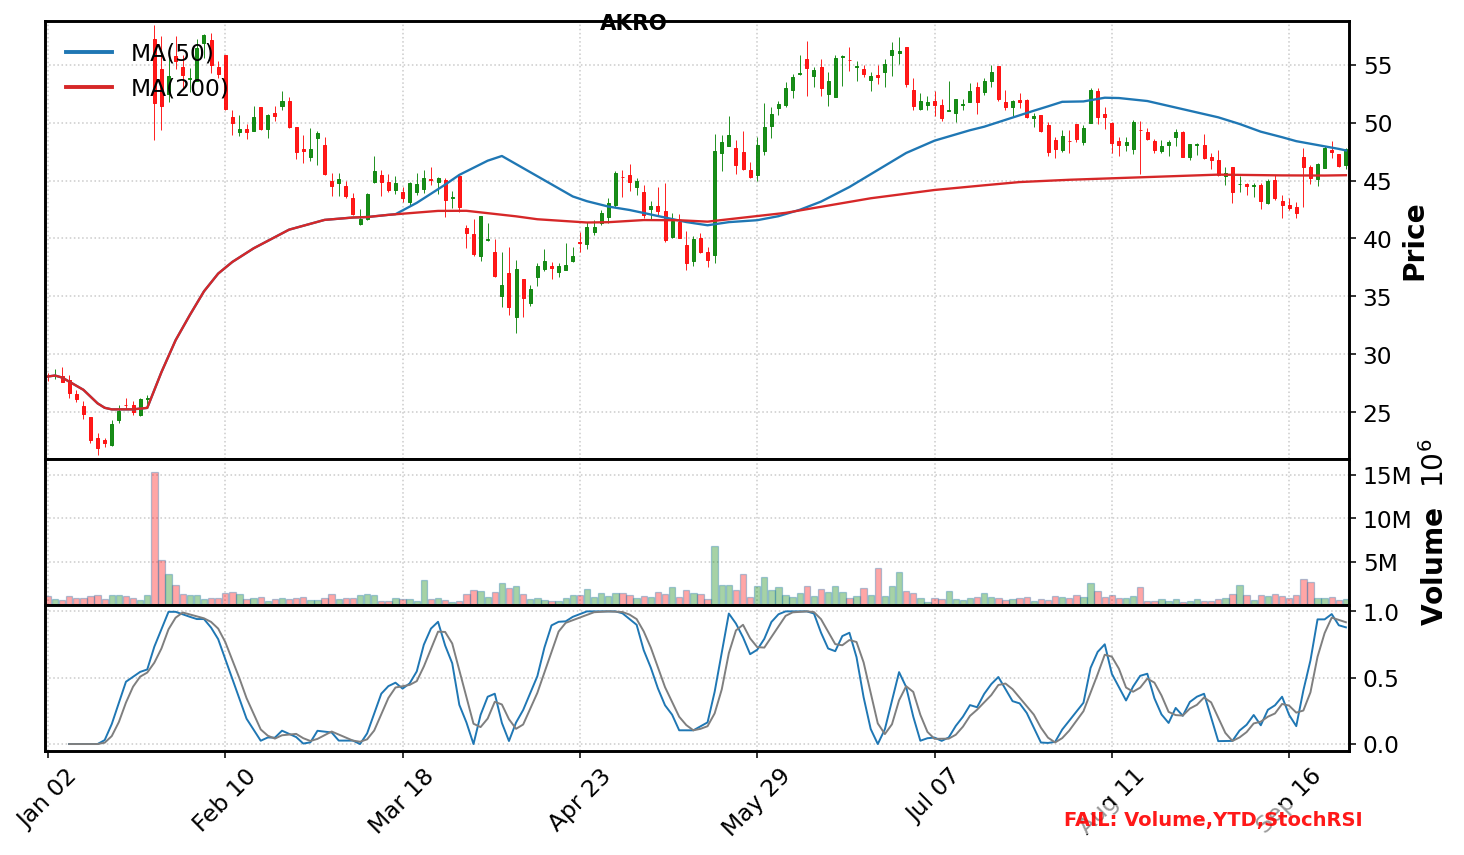 AKRO
MA(50)
MA(200)
55
50
45
40
35
30
25
Price
15M
10M
5M
Volume 10^6
1.0
0.5
0.0
Jan 02
Feb 10
Mar 18
Apr 23
May 29
Jul 07
Aug 11
Sep 16
FAIL: Volume,YTD,StochRSI